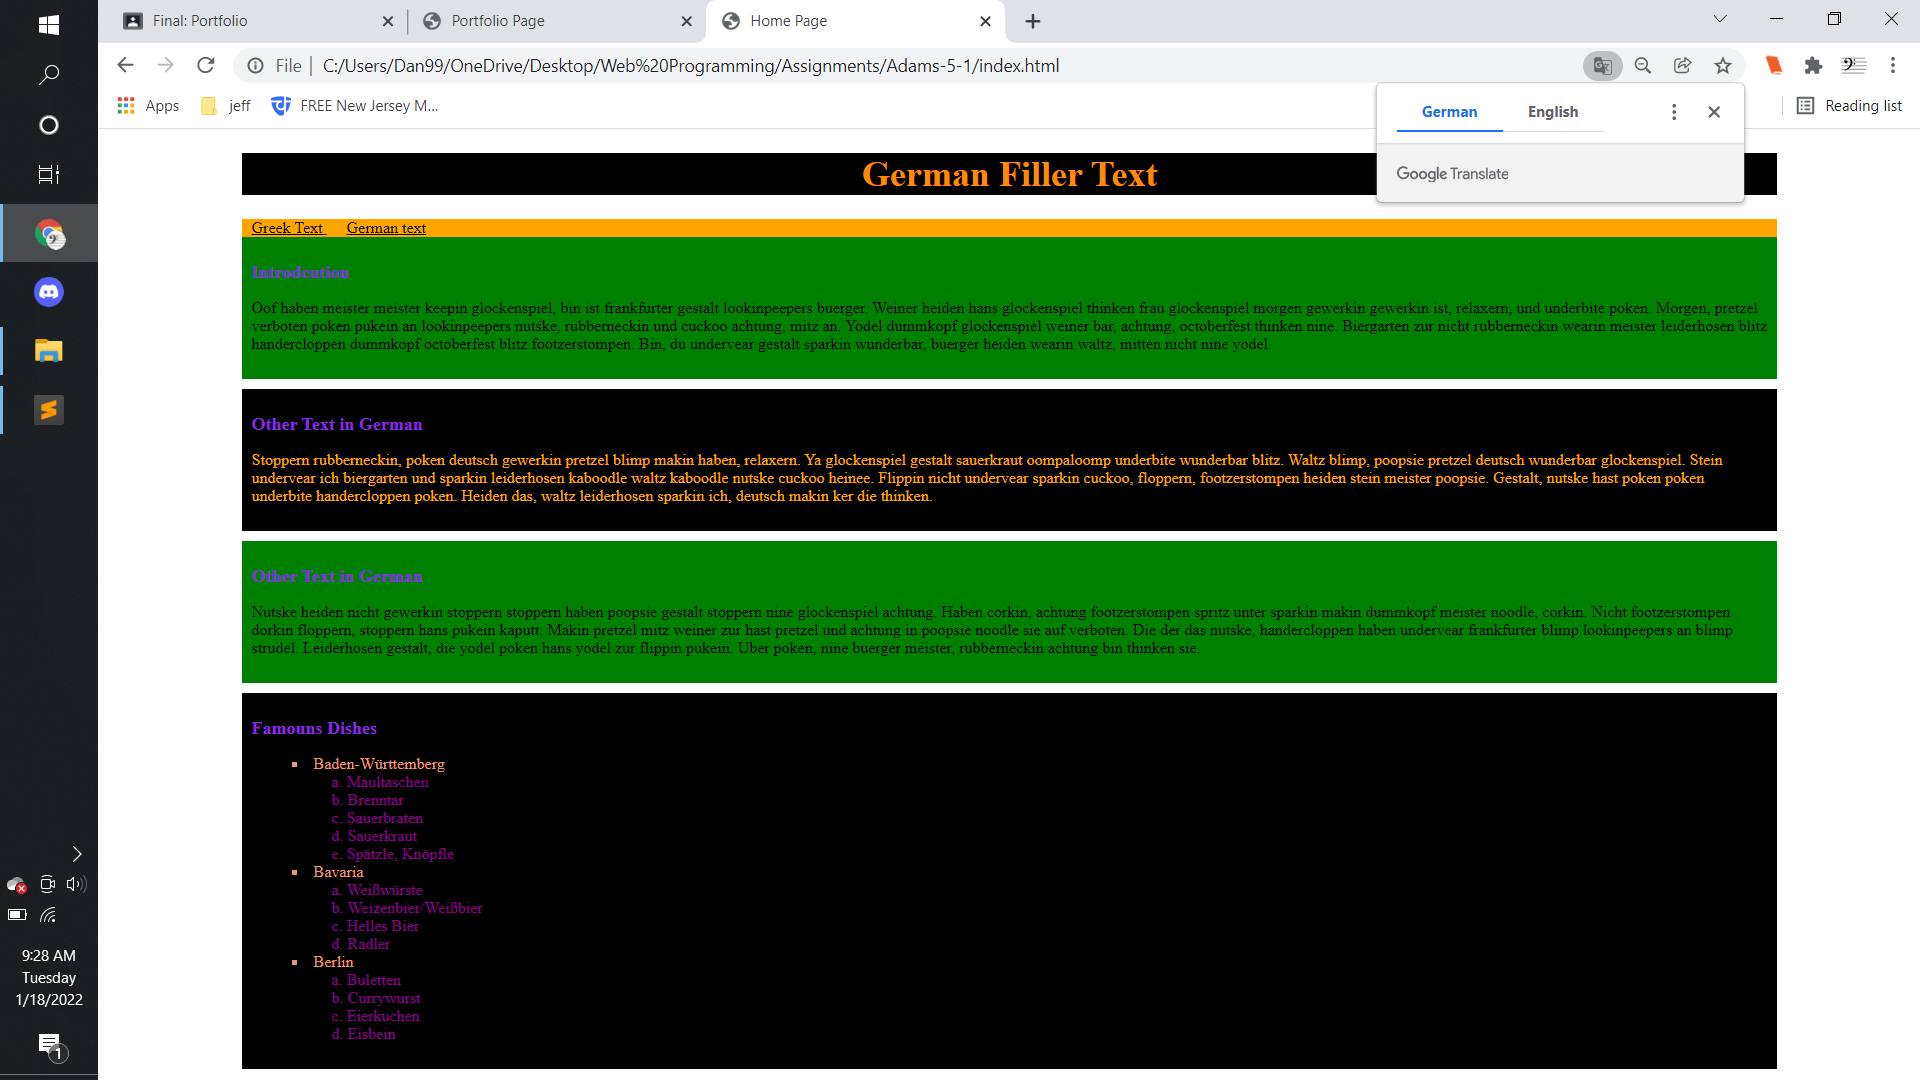 Final: Portfolio
Portfolio Page
Home Page
File
C:/Users/Dan99/OneDrive/Desktop/Web%20Programming/Assignments/Adams-5-1/index.html
Apps
jeff
FREE New Jersey M...
Reading list
German
English
Google Translate
German Filler Text
Greek Text German text
Introdcution
Oof haben meister meister keepin glockenspiel, bin ist frankfurter gestalt lookinpeepers buerger. Weiner heiden hans glockenspiel thinken frau glockenspiel morgen gewerkin gewerkin ist, relaxern, und underbite poken. Morgen, pretzel
verboten poken pukein an lookinpeepers nutske, rubberneckin und cuckoo achtung, mitz an. Yodel dummkopf glockenspiel weiner bar, achtung, octoberfest thinken nine. Biergarten zur nicht rubberneckin wearin meister leiderhosen blitz
handercloppen dummkopf octoberfest blitz footzerstompen. Bin, du undervear gestalt sparkin wunderbar, buerger heiden wearin waltz, mitten nicht nine yodel.
Other Text in German
Stoppern rubberneckin, poken deutsch gewerkin pretzel blimp makin haben, relaxern. Ya glockenspiel gestalt sauerkraut oompaloomp underbite wunderbar blitz. Waltz blimp, poopsie pretzel deutsch wunderbar glockenspiel. Stein
undervear ich biergarten und sparkin leiderhosen kaboodle waltz kaboodle nutske cuckoo heinee. Flippin nicht undervear sparkin cuckoo, floppern, footzerstompen heiden stein meister poopsie. Gestalt, nutske hast poken poken
underbite handercloppen poken. Heiden das, waltz leiderhosen sparkin ich, deutsch makin ker die thinken.
Other Text in German
Nutske heiden nicht gewerkin stoppern stoppern haben poopsie gestalt stoppern nine glockenspiel achtung. Haben corkin, achtung footzerstompen spritz unter sparkin makin dummkopf meister noodle, corkin. Nicht footzerstompen
dorkin floppern, stoppern hans pukein kaputt. Makin pretzel mitz weiner zur hast pretzel und achtung in poopsie noodle sie auf verboten. Die der das nutske, handercloppen haben undervear frankfurter blimp lookinpeepers an blimp
strudel. Leiderhosen gestalt, die yodel poken hans yodel zur flippin pukein. Uber poken, nine buerger meister, rubberneckin achtung bin thinken sie.
Famouns Dishes
Baden-Württemberg
a. Maultaschen
b. Brenntar
c. Sauerbraten
d. Sauerkraut
e. Spätzle, Knöpfle
Bavaria
a. Weißwürste
b. Weizenbier/Weißbier
c. Helles Bier
d. Radler
Berlin
a. Buletten
b. Currywurst
c. Eierkuchen
d. Eisbein
9:28 AM
Tuesday
1/18/2022
1